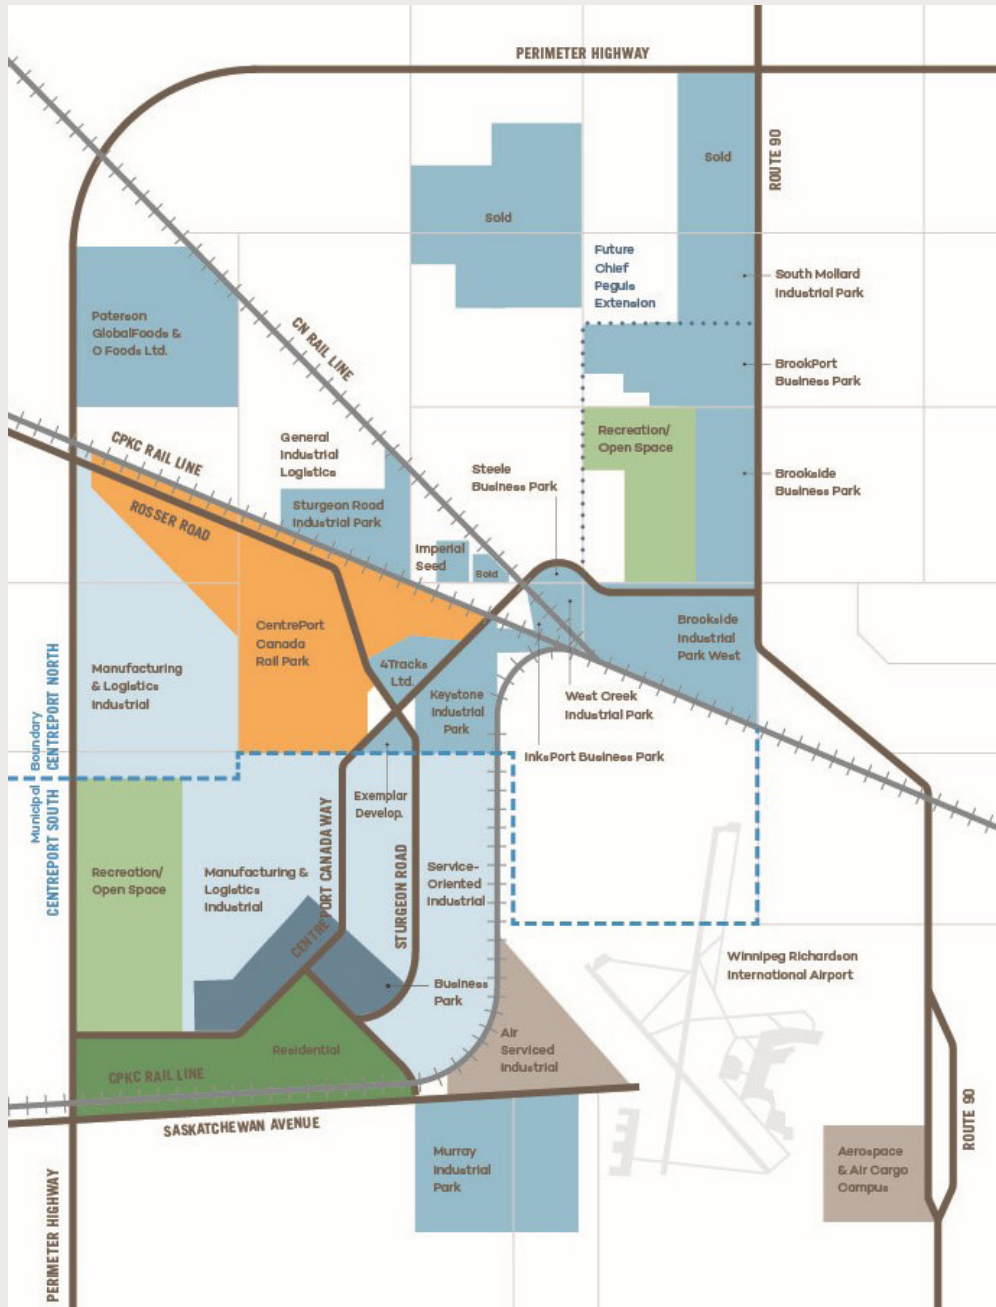 PERIMETER HIGHWAY
ROUTE 90
Sold
Sold
Future
Chief
Peguis
Extension
South Mollard
Industrial Park
Paterson
GlobalFoods &
O Foods Ltd.
CN RAIL LINE
BrookPort
Business Park
CPKC RAIL LINE
General
Industrial
Logistics
Recreation/
Open Space
Steele
Business Park
Brookside
Business Park
ROSSER ROAD
Sturgeon Road
Industrial Park
Imperial
Seed
Sold
CentrePort
Canada
Rail Park
Brookside
Industrial
Park West
Manufacturing
& Logistics
Industrial
4Tracks
Ltd.
Keystone
Industrial
Park
West Creek
Industrial Park
InksPort Business Park
Municipal Boundary
CENTREPORT NORTH
CENTREPORT SOUTH
Exemplar
Develop.
CENTREPORT CANADA WAY
STURGEON ROAD
Recreation/
Open Space
Manufacturing &
Logistics
Industrial
Service-
Oriented
Industrial
Winnipeg Richardson
International Airport
Business
Park
Air
Serviced
Industrial
Residential
CPKC RAIL LINE
SASKATCHEWAN AVENUE
Murray
Industrial
Park
Aerospace
& Air Cargo
Campus
ROUTE 90
PERIMETER HIGHWAY